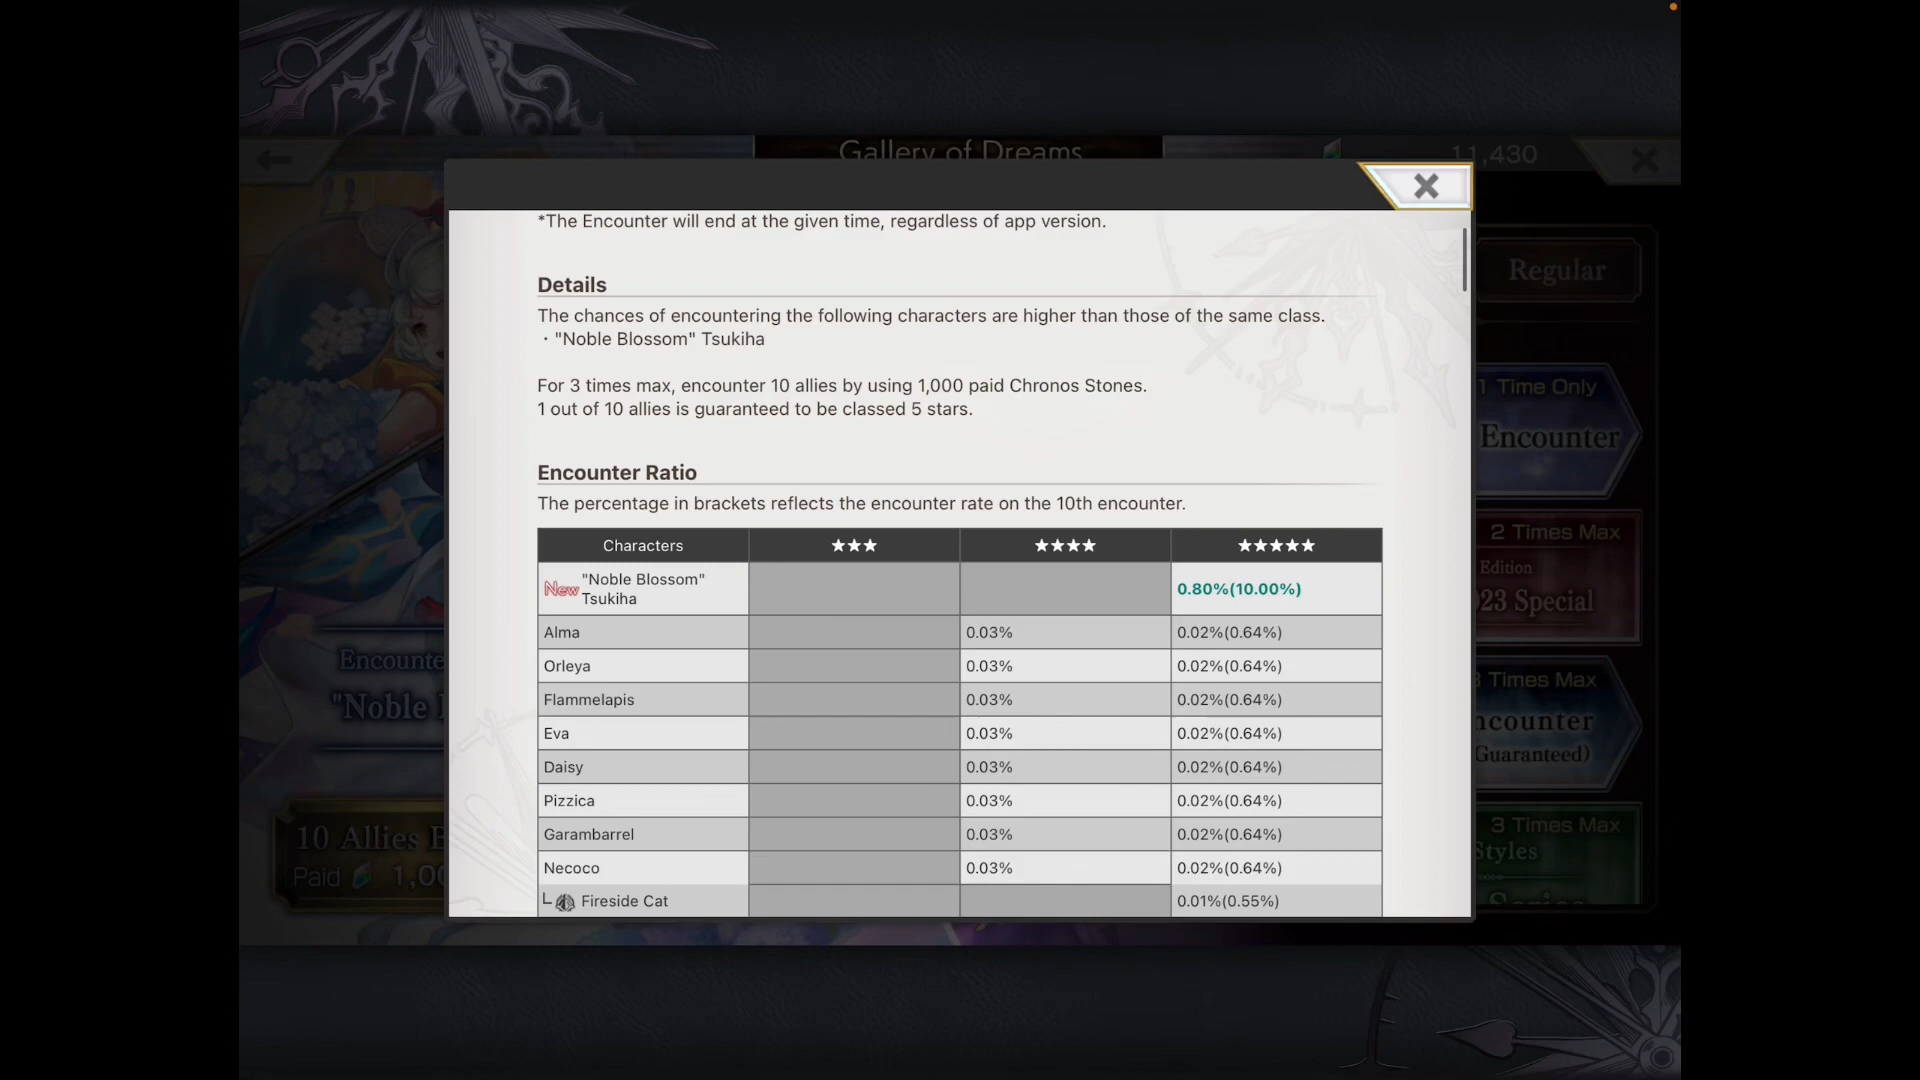 Gallery of Dreams
11,430
*The Encounter will end at the given time, regardless of app version.
Details
The chances of encountering the following characters are higher than those of the same class.
・"Noble Blossom" Tsukiha
For 3 times max, encounter 10 allies by using 1,000 paid Chronos Stones.
1 out of 10 allies is guaranteed to be classed 5 stars.
Encounter Ratio
The percentage in brackets reflects the encounter rate on the 10th encounter.
Characters ★★★ ★★★★ ★★★★★
New "Noble Blossom" Tsukiha 0.80%(10.00%)
Alma 0.03% 0.02%(0.64%)
Orleya 0.03% 0.02%(0.64%)
Flammelapis 0.03% 0.02%(0.64%)
Eva 0.03% 0.02%(0.64%)
Daisy 0.03% 0.02%(0.64%)
Pizzica 0.03% 0.02%(0.64%)
Garambarrel 0.03% 0.02%(0.64%)
Necoco 0.03% 0.02%(0.64%)
Fireside Cat 0.01%(0.55%)
Encounte
"Noble
10 Allies
Paid 1,00
Regular
1 Time Only
Encounter
2 Times Max
Edition
23 Special
3 Times Max
ncounter
Guaranteed)
3 Times Max
Styles